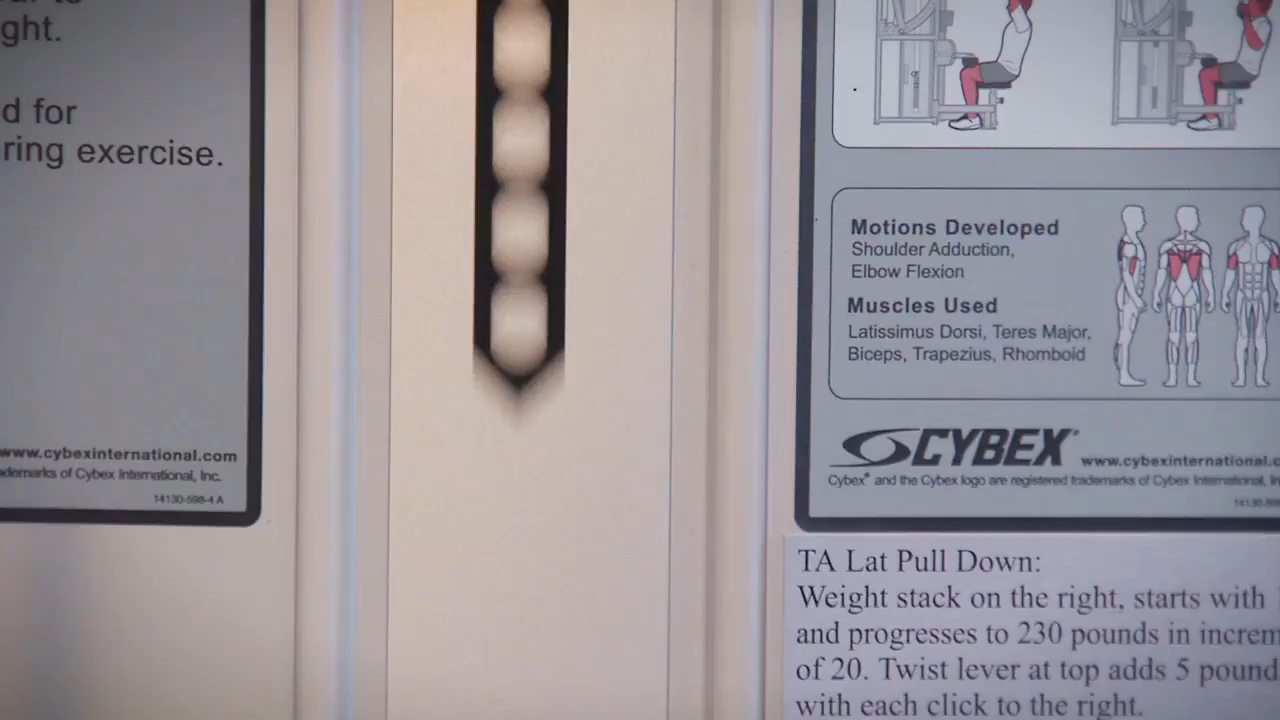 ght.
d for
ring exercise.
www.cybexinternational.com
demarks of Cybex International, Inc.
14130-598-4 A
Motions Developed
Shoulder Adduction,
Elbow Flexion
Muscles Used
Latissimus Dorsi, Teres Major,
Biceps, Trapezius, Rhomboid
CYBEX®
www.cybexinternational.c
Cybex® and the Cybex logo are registered trademarks of Cybex International, In
TA Lat Pull Down:
Weight stack on the right, starts with
and progresses to 230 pounds in increm
of 20. Twist lever at top adds 5 pound
with each click to the right.